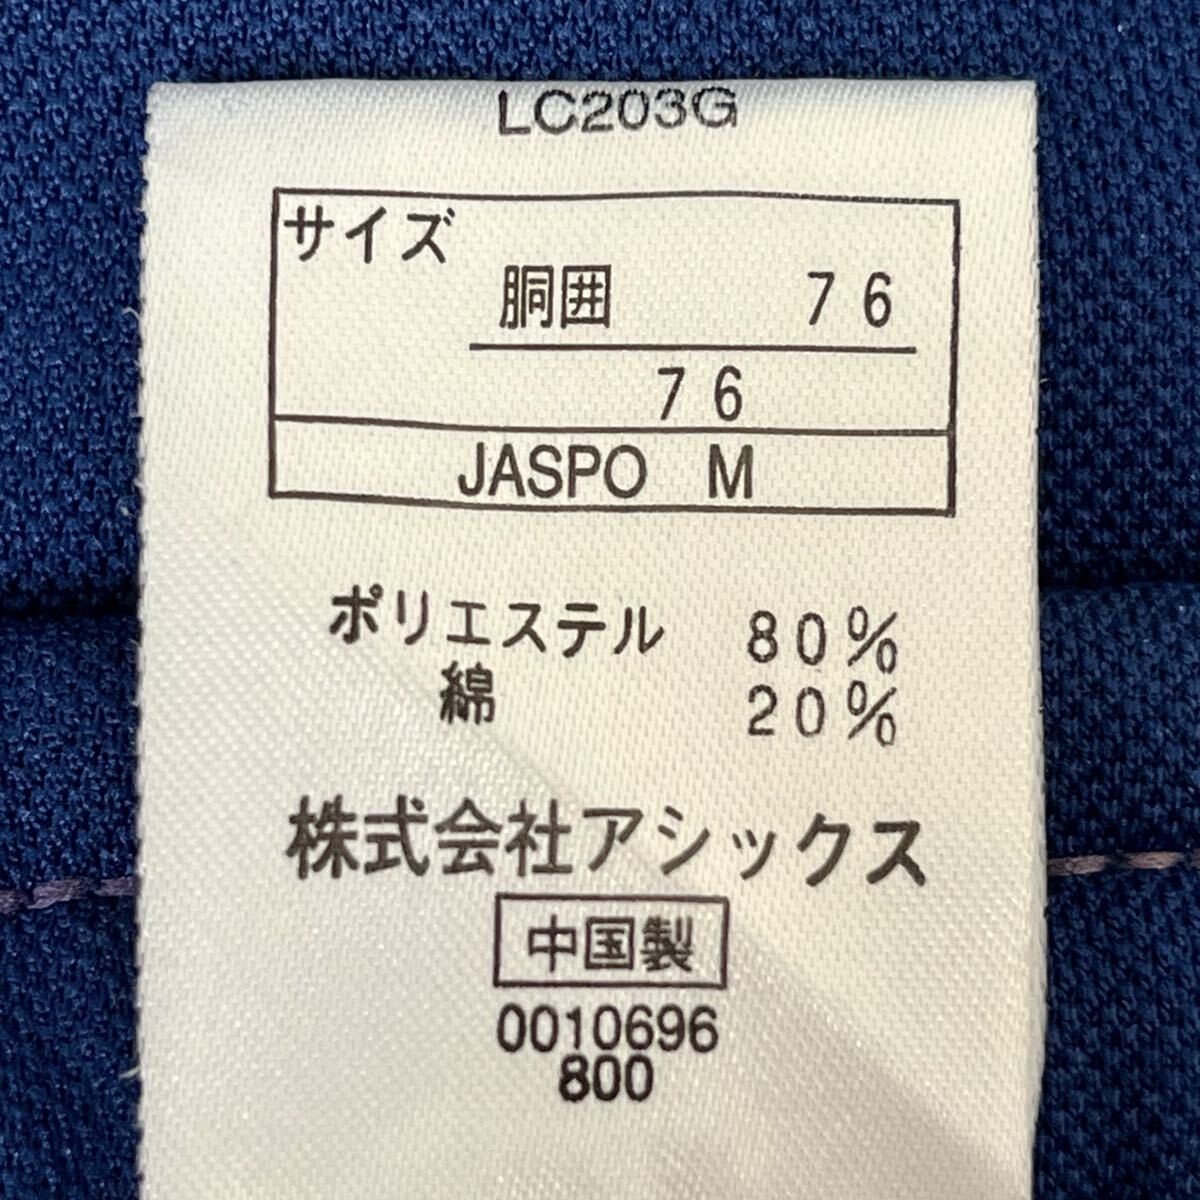 LC203G
サイズ
胴囲 76
76
JASPO M
ポリエステル 80%
綿 20%
株式会社アシックス
中国製
0010696
800